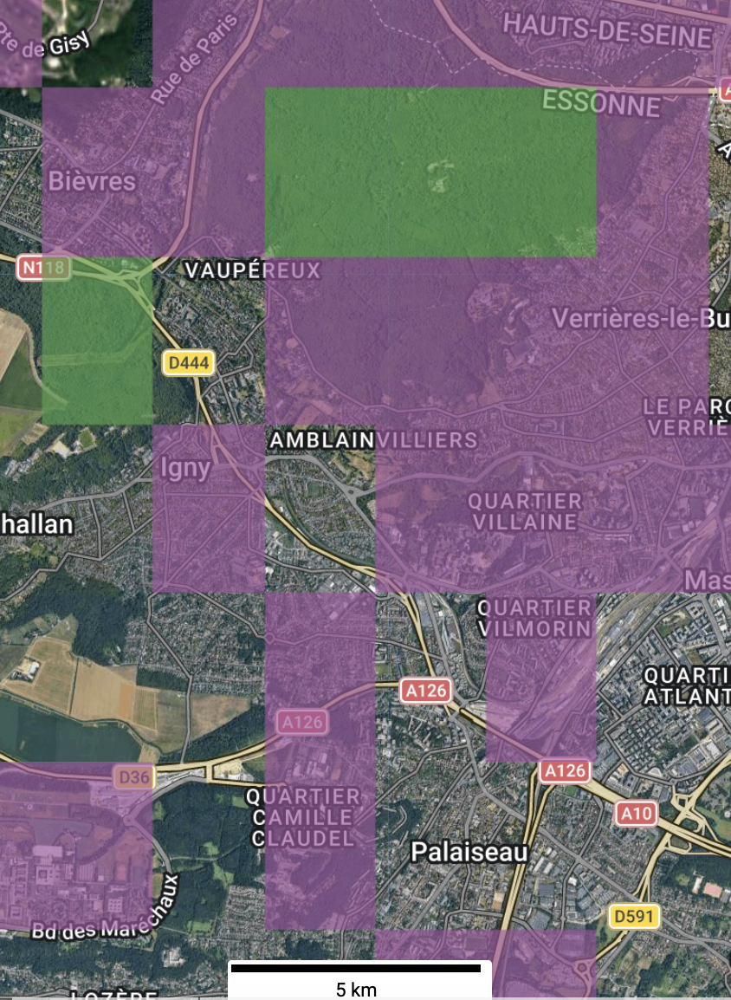 Pte de Gisy
Rue de Paris
HAUTS-DE-SEINE
A
ESSONNE
Bièvres
N118
VAUPÉREUX
Verrières-le-Bu
D444
LE PARC
VERRIÈ
AMBLAINVILLIERS
Igny
QUARTIER
VILLAINE
hallan
Mas
QUARTIER
VILMORIN
QUARTI
ATLANT
A126
A126
D36
A126
QUARTIER
CAMILLE
CLAUDEL
A10
Palaiseau
D591
Bd des Maréchaux
LOZÈRE
5 km